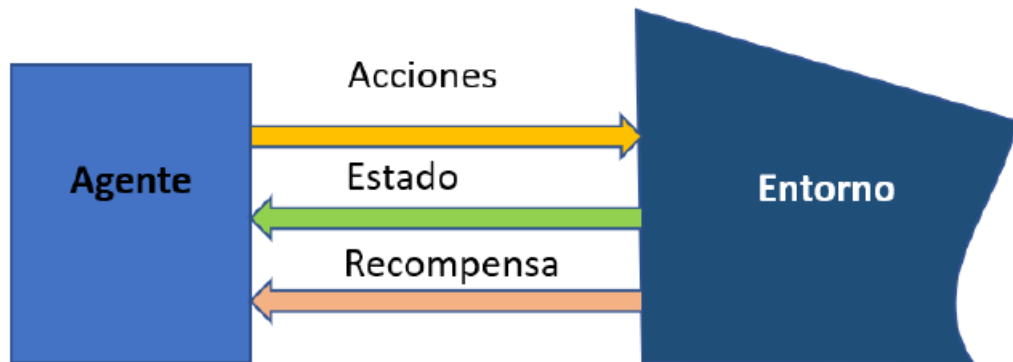 Acciones
Agente
Estado
Entorno
Recompensa